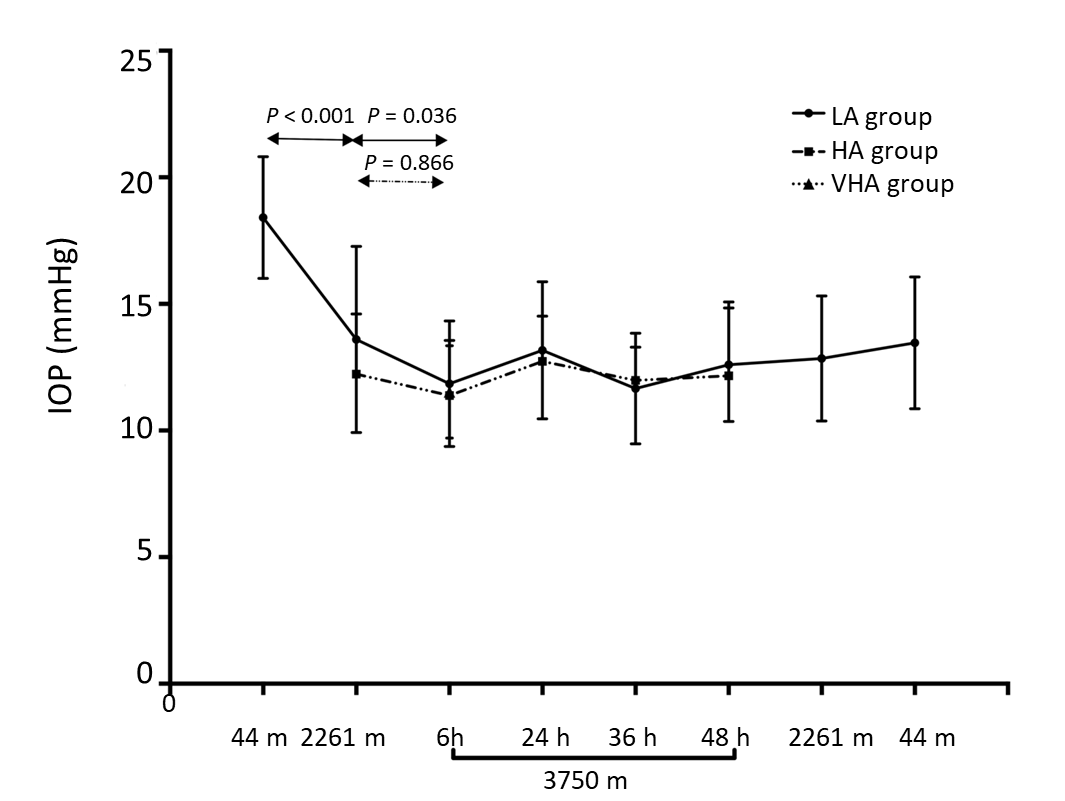 25
P < 0.001 P = 0.036
P = 0.866
LA group
HA group
VHA group
20
15
10
5
0
0
IOP (mmHg)
44 m 2261 m 6h 24 h 36 h 48 h 2261 m 44 m
3750 m